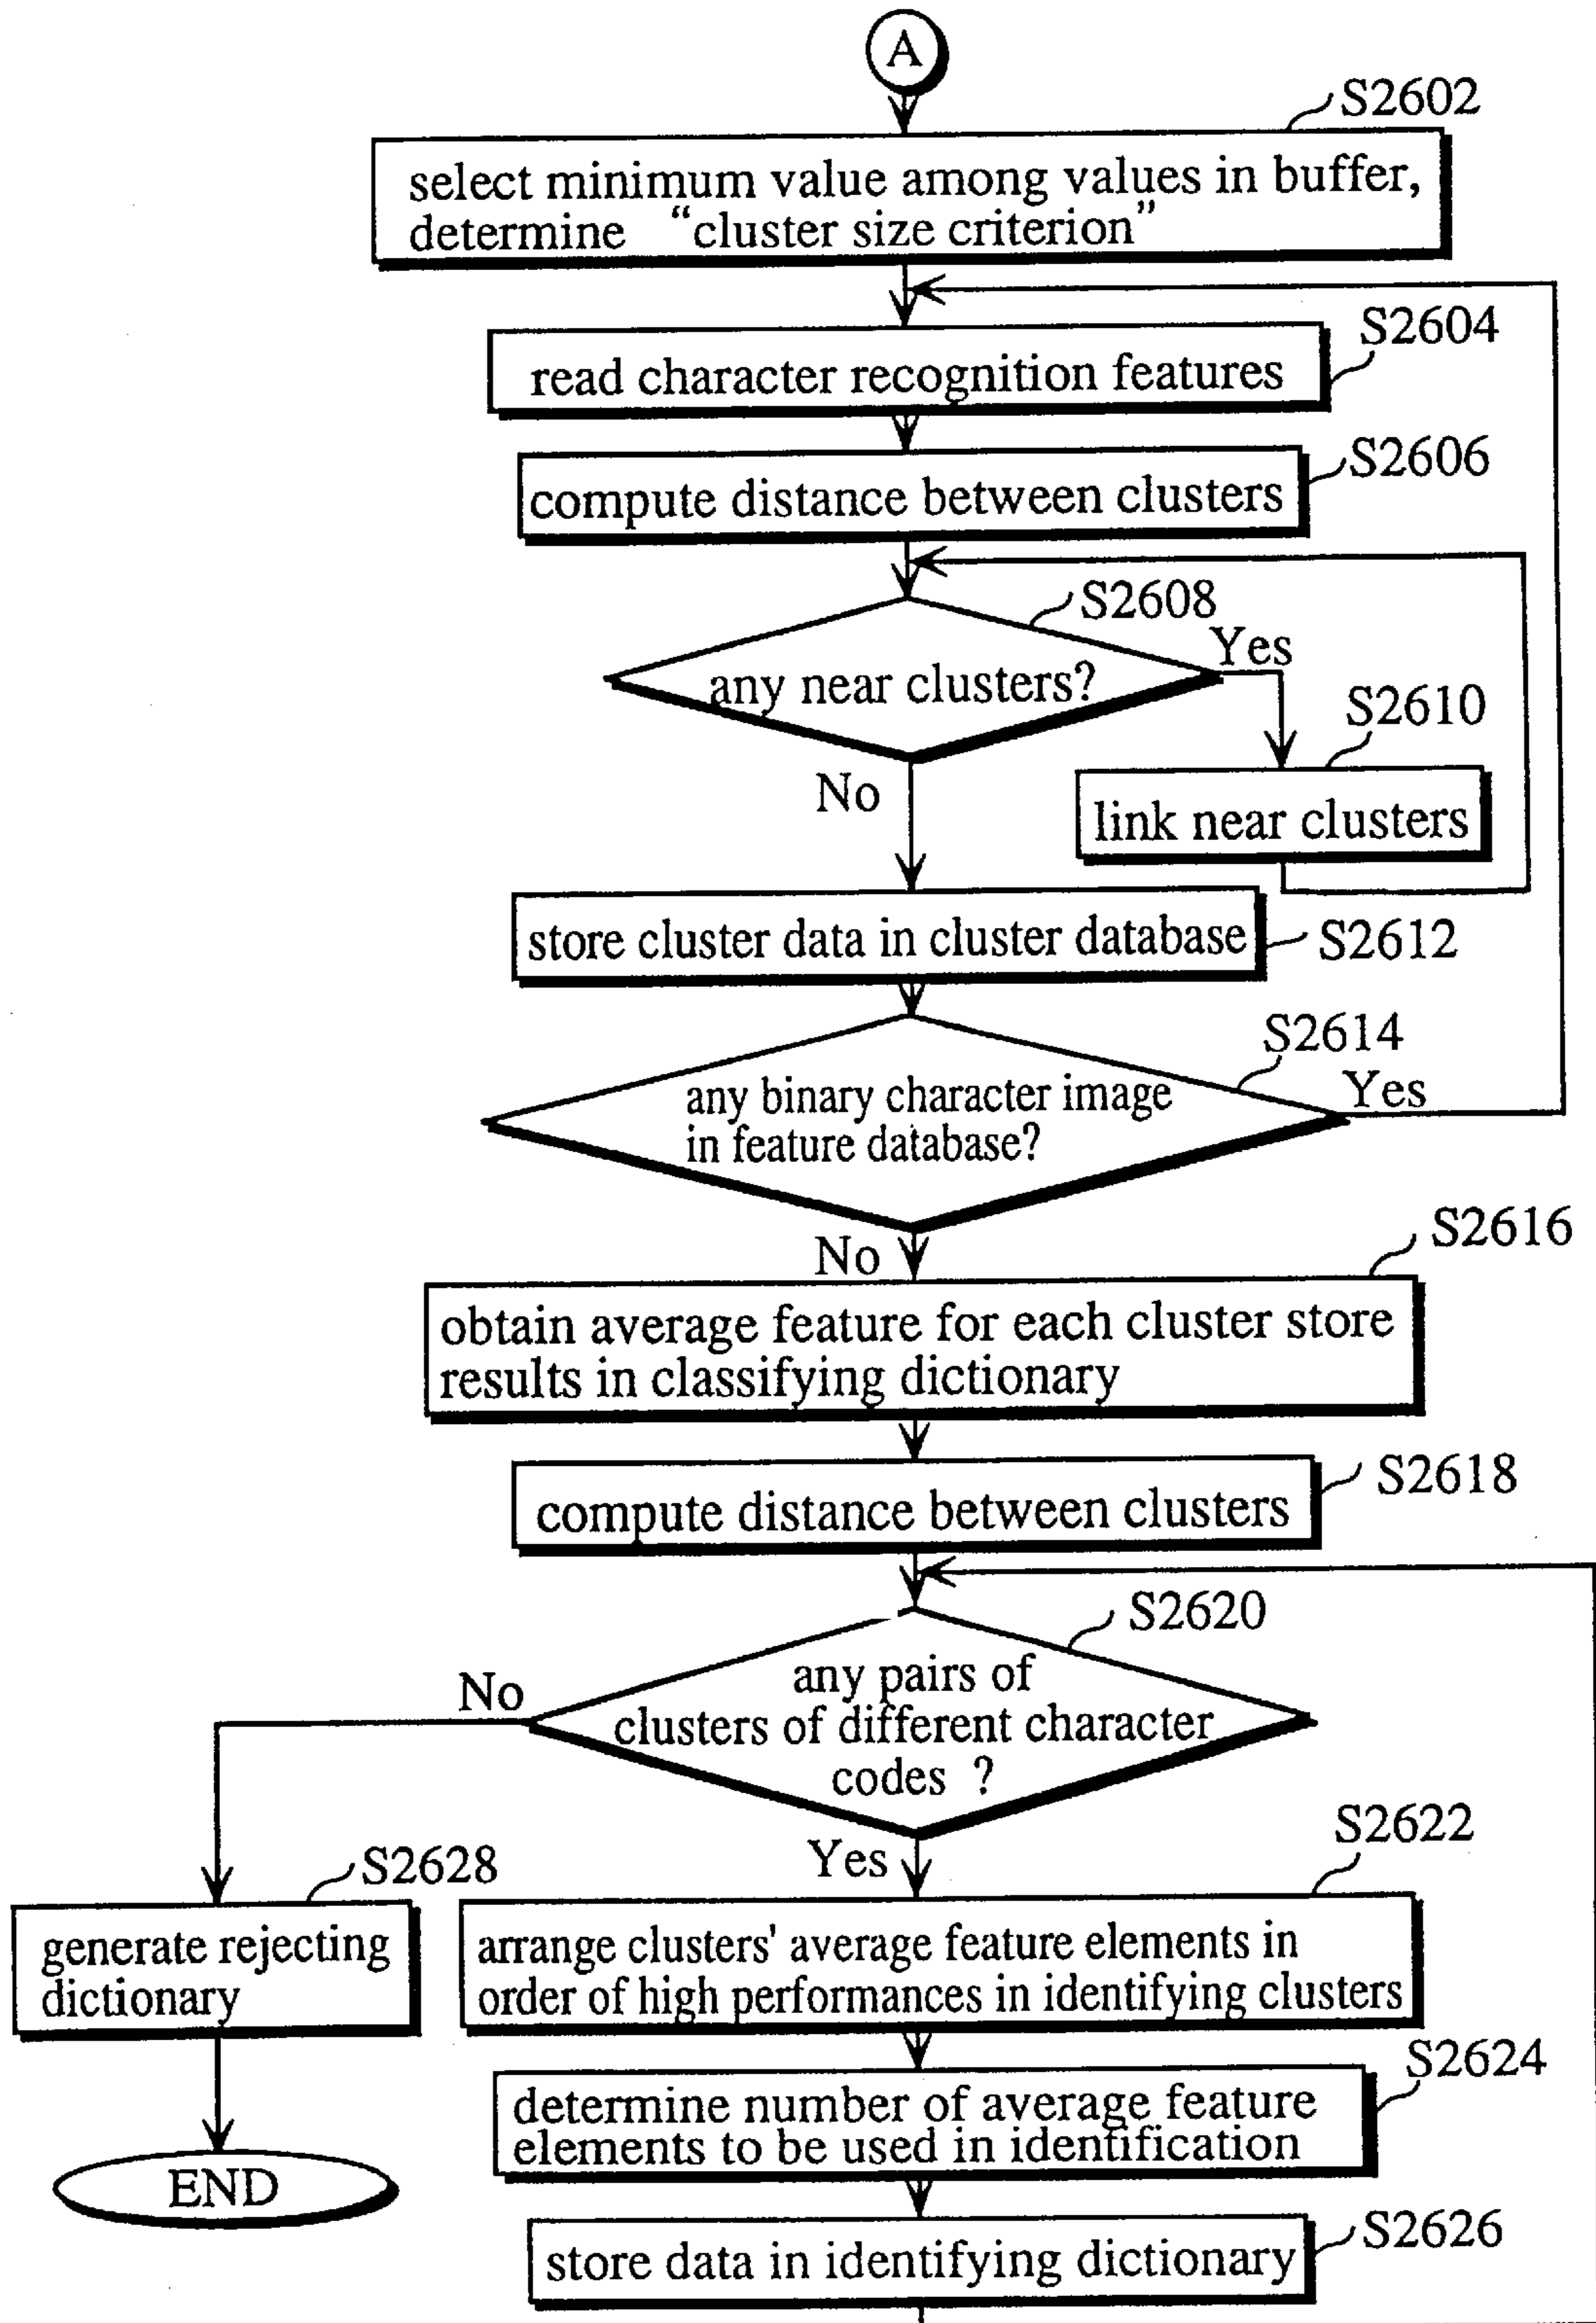 A
S2602
select minimum value among values in buffer,
determine "cluster size criterion"
S2604
read character recognition features
S2606
compute distance between clusters
S2608
Yes
any near clusters?
S2610
No
link near clusters
store cluster data in cluster database
S2612
S2614
Yes
any binary character image
in feature database?
S2616
No
obtain average feature for each cluster store
results in classifying dictionary
S2618
compute distance between clusters
S2620
any pairs of
No
clusters of different character
codes ?
S2622
Yes
S2628
generate rejecting
dictionary
arrange clusters' average feature elements in
order of high performances in identifying clusters
S2624
determine number of average feature
elements to be used in identification
END
S2626
store data in identifying dictionary